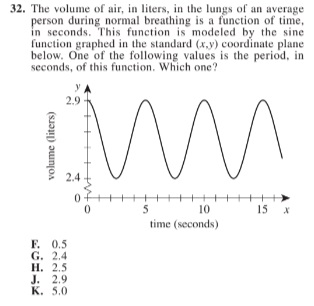 32. The volume of air, in liters, in the lungs of an average
person during normal breathing is a function of time,
in seconds. This function is modeled by the sine
function graphed in the standard (x,y) coordinate plane
below. One of the following values is the period, in
seconds, of this function. Which one?
y
2.9
volume (liters)
2.4
0
0 5 10 15 x
time (seconds)
F. 0.5
G. 2.4
H. 2.5
J. 2.9
K. 5.0